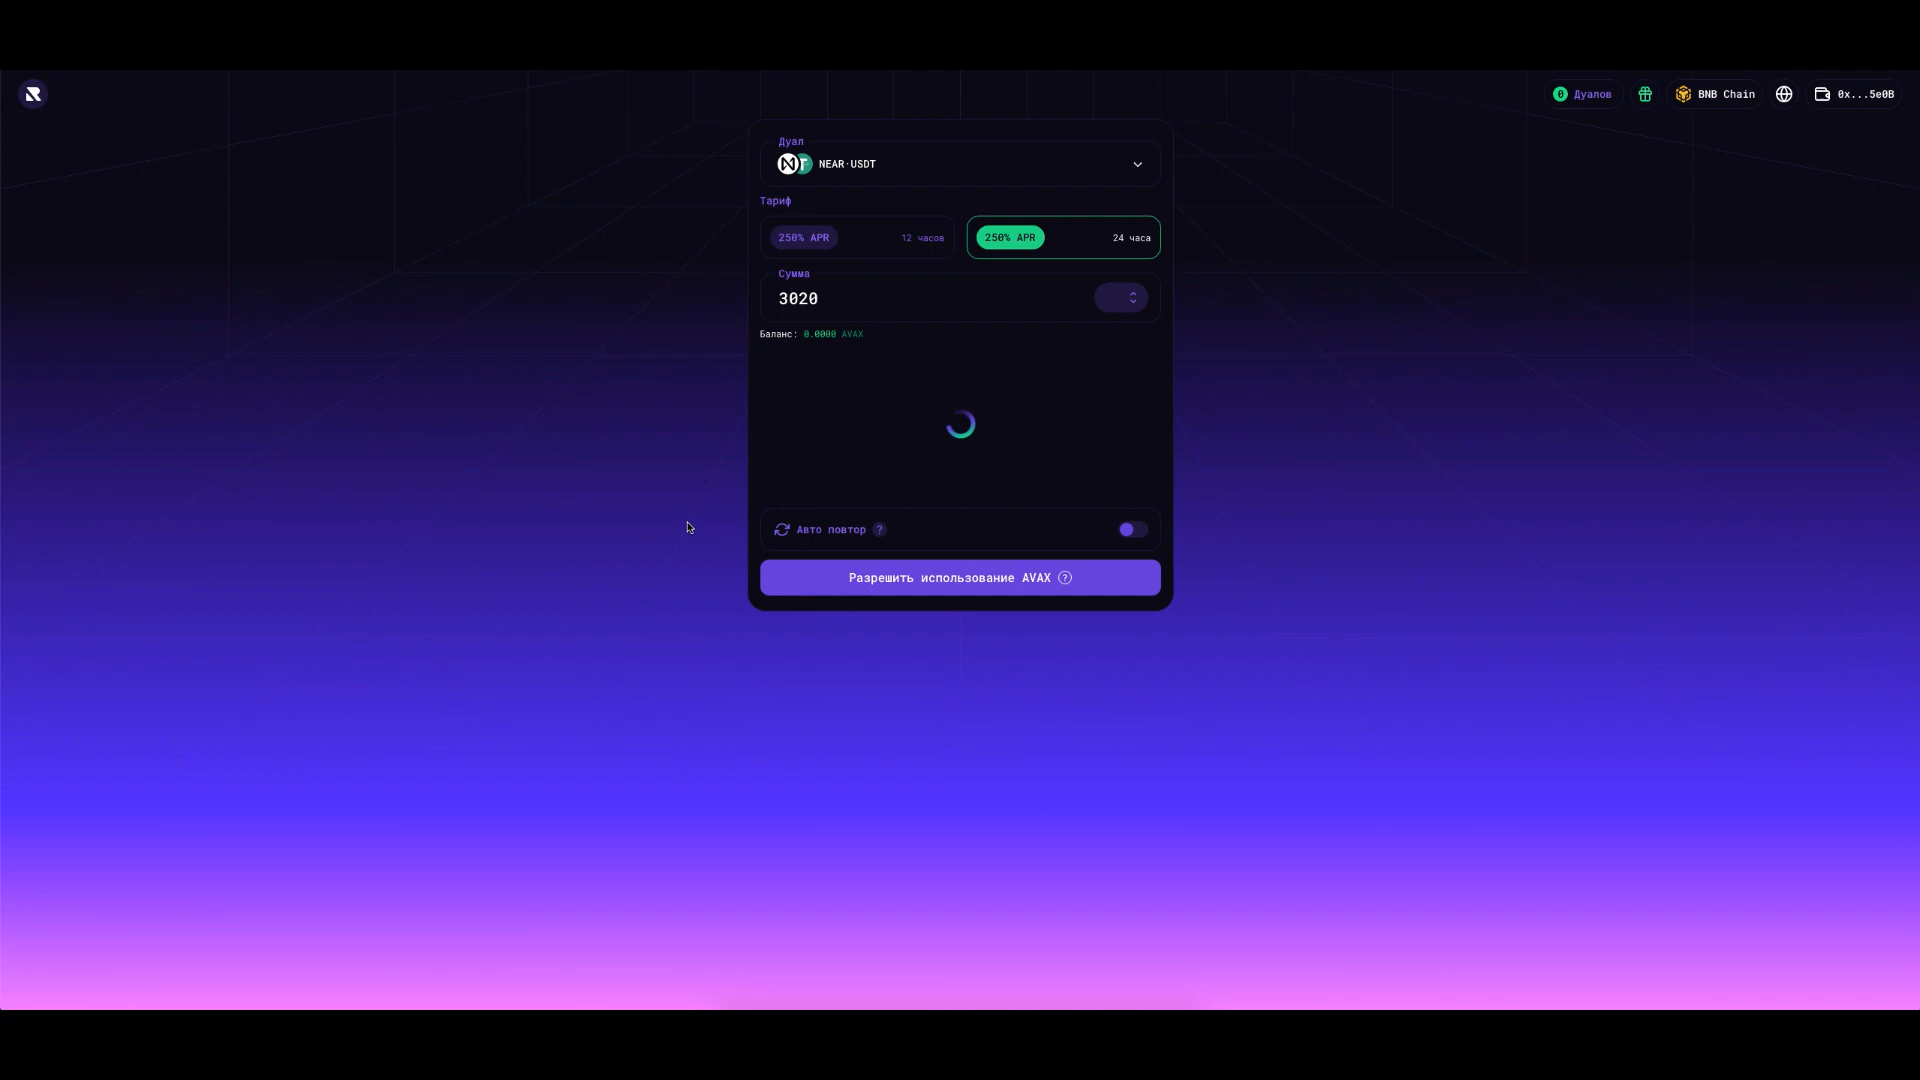 0 Дуалов
BNB Chain
0x...5e0B
Дуал
NEAR·USDT
Тариф
250% APR
12 часов
250% APR
24 часа
Сумма
3020
Баланс: 0.0000 AVAX
Авто повтор ?
Разрешить использование AVAX ?